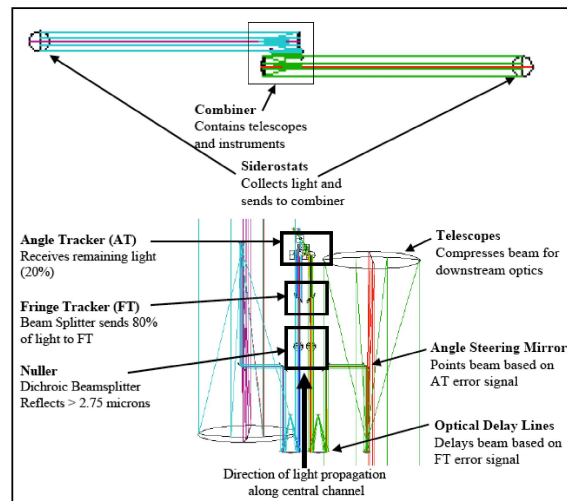 Combiner
Contains telescopes
and instruments
Siderostats
Collects light and
sends to combiner
Angle Tracker (AT)
Receives remaining light
(20%)
Telescopes
Compresses beam for
downstream optics
Fringe Tracker (FT)
Beam Splitter sends 80%
of light to FT
Angle Steering Mirror
Points beam based on
AT error signal
Nuller
Dichroic Beamsplitter
Reflects > 2.75 microns
Optical Delay Lines
Delays beam based on
FT error signal
Direction of light propagation
along central channel